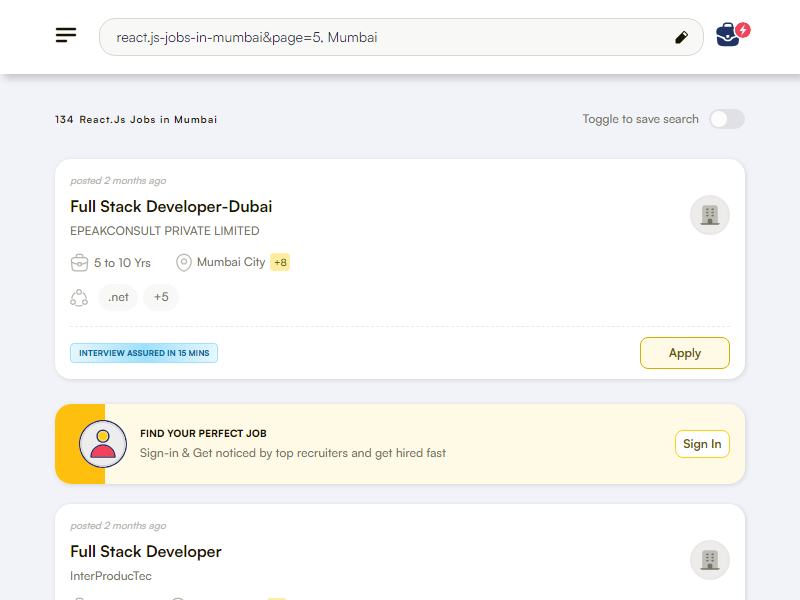 react.js-jobs-in-mumbai&page=5, Mumbai
134 React.Js Jobs in Mumbai
Toggle to save search
posted 2 months ago
Full Stack Developer-Dubai
EPEAKCONSULT PRIVATE LIMITED
5 to 10 Yrs
Mumbai City +8
.net +5
INTERVIEW ASSURED IN 15 MINS
Apply
FIND YOUR PERFECT JOB
Sign-in & Get noticed by top recruiters and get hired fast
Sign In
posted 2 months ago
Full Stack Developer
InterProducTec